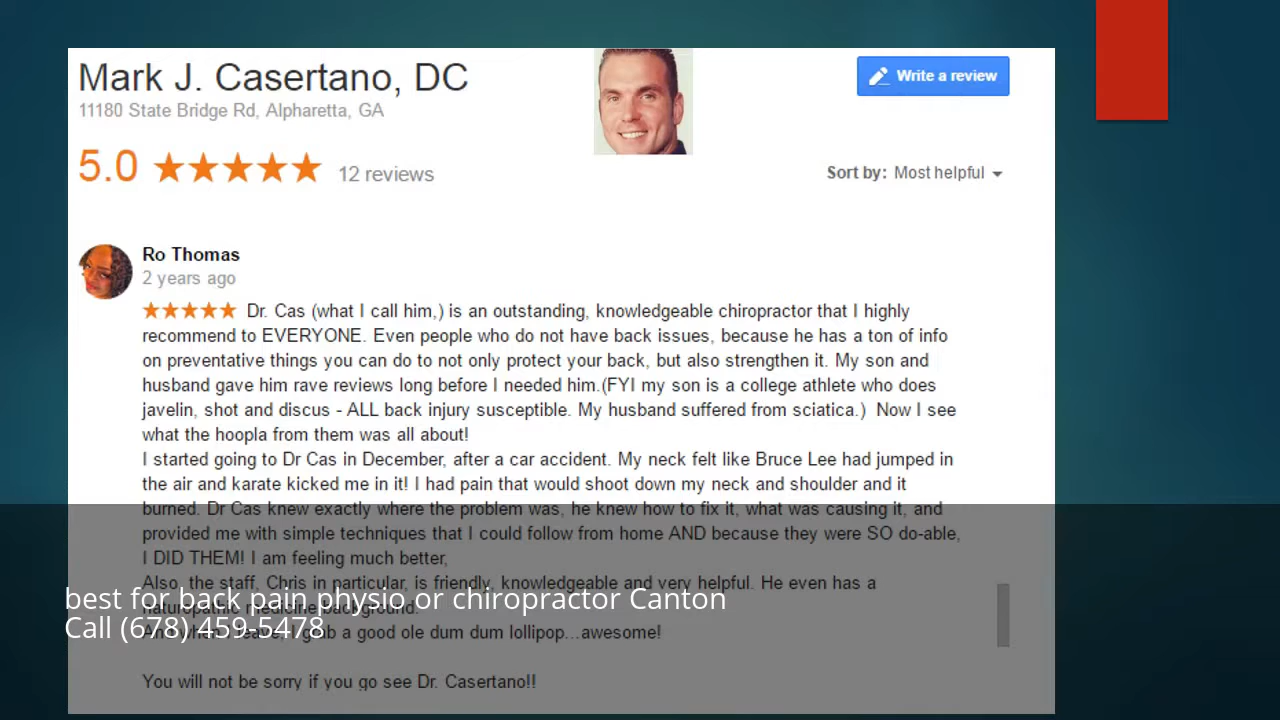 Mark J. Casertano, DC
11180 State Bridge Rd, Alpharetta, GA
Write a review
5.0
12 reviews
Sort by: Most helpful
Ro Thomas
2 years ago
Dr. Cas (what I call him,) is an outstanding, knowledgeable chiropractor that I highly
recommend to EVERYONE. Even people who do not have back issues, because he has a ton of info
on preventative things you can do to not only protect your back, but also strengthen it. My son and
husband gave him rave reviews long before I needed him.(FYI my son is a college athlete who does
javelin, shot and discus - ALL back injury susceptible. My husband suffered from sciatica.) Now I see
what the hoopla from them was all about!
I started going to Dr Cas in December, after a car accident. My neck felt like Bruce Lee had jumped in
the air and karate kicked me in it! I had pain that would shoot down my neck and shoulder and it
burned. Dr Cas knew exactly where the problem was, he knew how to fix it, what was causing it, and
provided me with simple techniques that I could follow from home AND because they were SO do-able,
I DID THEM! I am feeling much better,
Also, the staff, Chris in particular, is friendly, knowledgeable and very helpful. He even has a
naturopathic medicine background.
best for back pain physio or chiropractor Canton
And when I leave, I grab a good ole dum dum lollipop...awesome!
Call (678) 459-5478
You will not be sorry if you go see Dr. Casertano!!